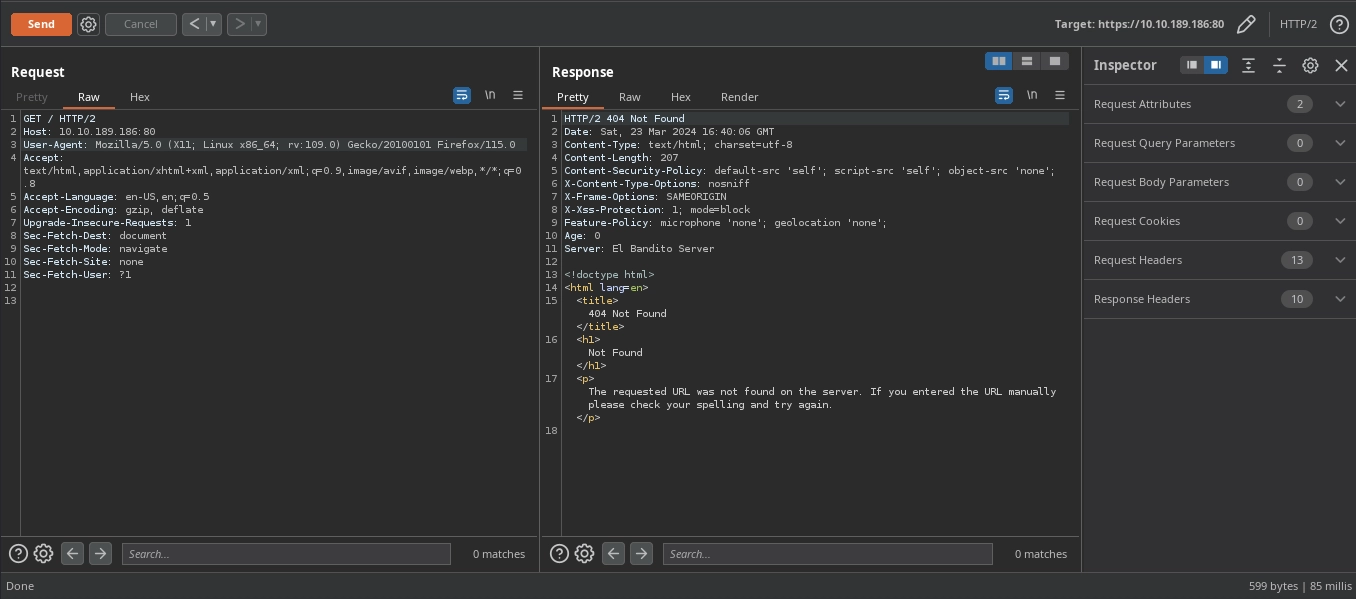 Send Cancel < ▼ > ▼ Target: https://10.10.189.186:80 HTTP/2 ?
Request
Pretty Raw Hex \n
1 GET / HTTP/2
2 Host: 10.10.189.186:80
3 User-Agent: Mozilla/5.0 (X11; Linux x86_64; rv:109.0) Gecko/20100101 Firefox/115.0
4 Accept:
text/html,application/xhtml+xml,application/xml;q=0.9,image/avif,image/webp,*/*;q=0
.8
5 Accept-Language: en-US,en;q=0.5
6 Accept-Encoding: gzip, deflate
7 Upgrade-Insecure-Requests: 1
8 Sec-Fetch-Dest: document
9 Sec-Fetch-Mode: navigate
10 Sec-Fetch-Site: none
11 Sec-Fetch-User: ?1
12
13
? Search... 0 matches
Response
Pretty Raw Hex Render \n
1 HTTP/2 404 Not Found
2 Date: Sat, 23 Mar 2024 16:40:06 GMT
3 Content-Type: text/html; charset=utf-8
4 Content-Length: 207
5 Content-Security-Policy: default-src 'self'; script-src 'self'; object-src 'none';
6 X-Content-Type-Options: nosniff
7 X-Frame-Options: SAMEORIGIN
8 X-Xss-Protection: 1; mode=block
9 Feature-Policy: microphone 'none'; geolocation 'none';
10 Age: 0
11 Server: El Bandito Server
12
13 <!doctype html>
14 <html lang=en>
15 <title>
404 Not Found
</title>
16 <h1>
Not Found
</h1>
17 <p>
The requested URL was not found on the server. If you entered the URL manually
please check your spelling and try again.
</p>
18
? Search... 0 matches
Inspector
Request Attributes 2
Request Query Parameters 0
Request Body Parameters 0
Request Cookies 0
Request Headers 13
Response Headers 10
Done 599 bytes | 85 millis